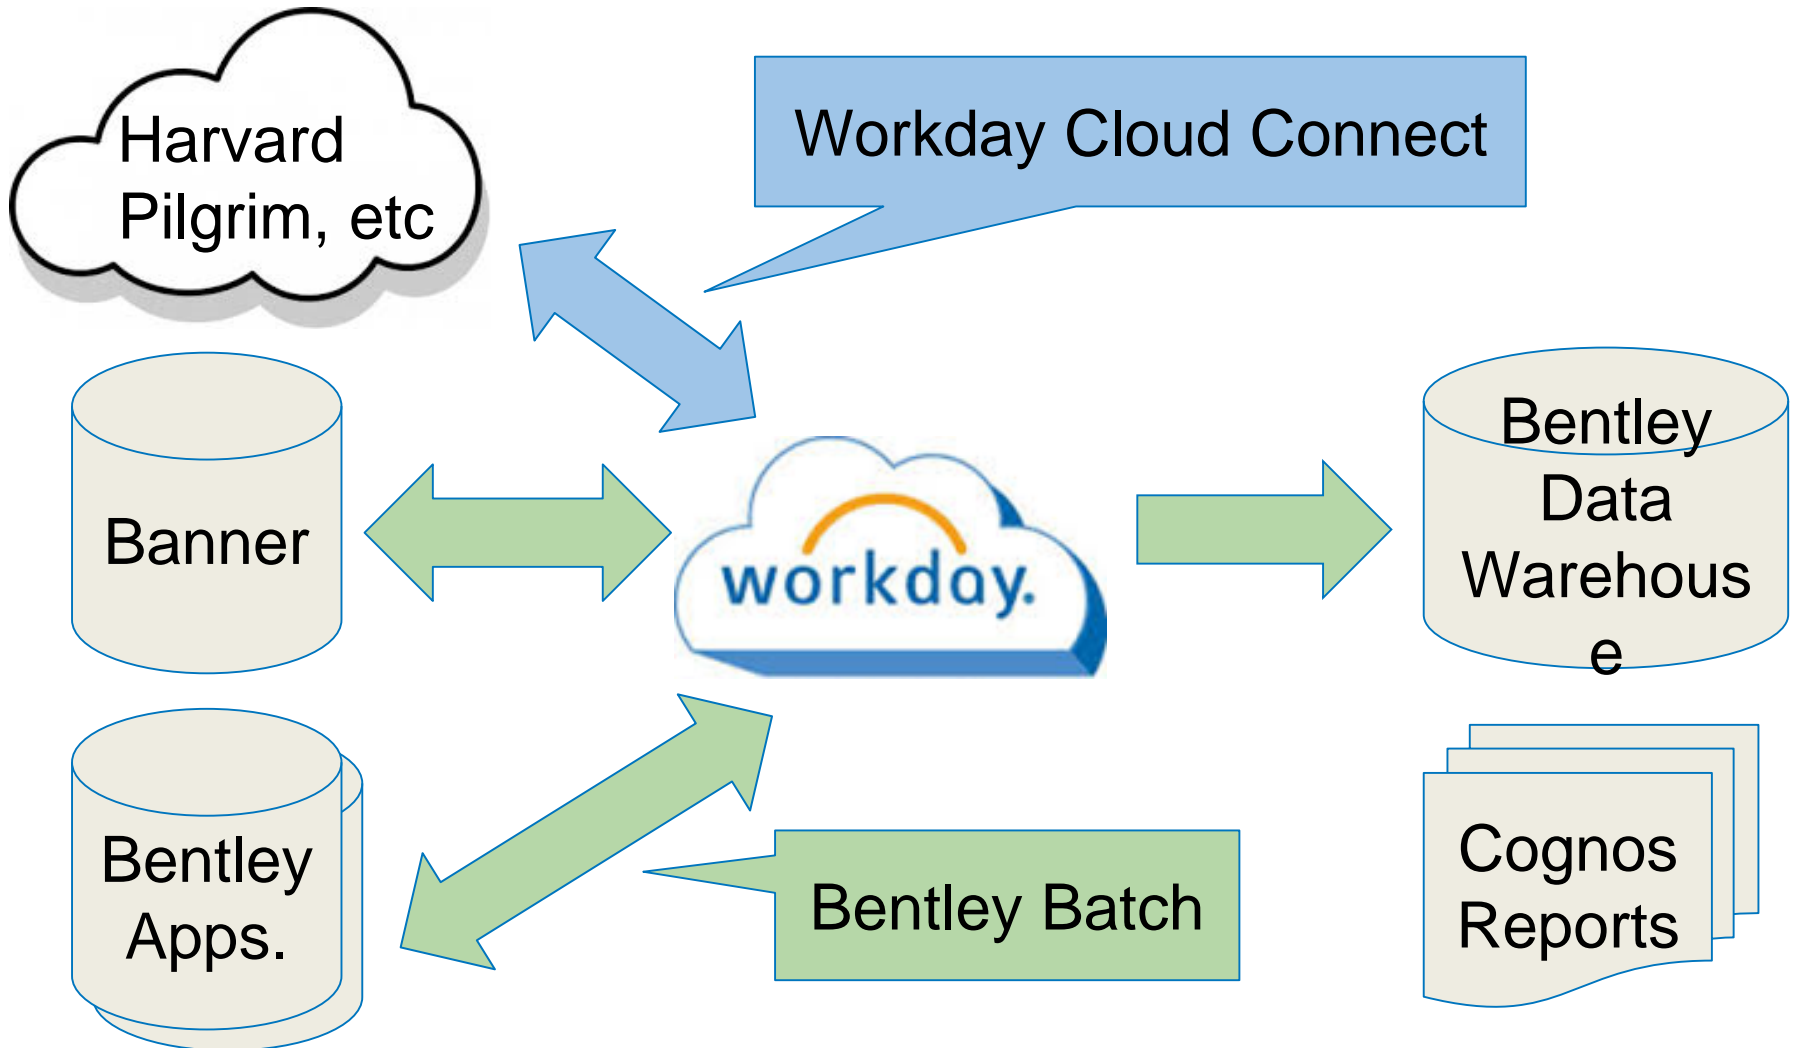 Harvard
Pilgrim, etc
Workday Cloud Connect
Banner
workday.
Bentley
Data
Warehous
e
Bentley
Apps.
Bentley Batch
Cognos
Reports